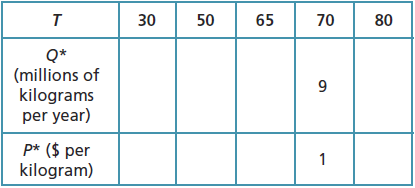 T 30 50 65 70 80
Q*
(millions of
kilograms
per year) 9
P* ($ per
kilogram) 1